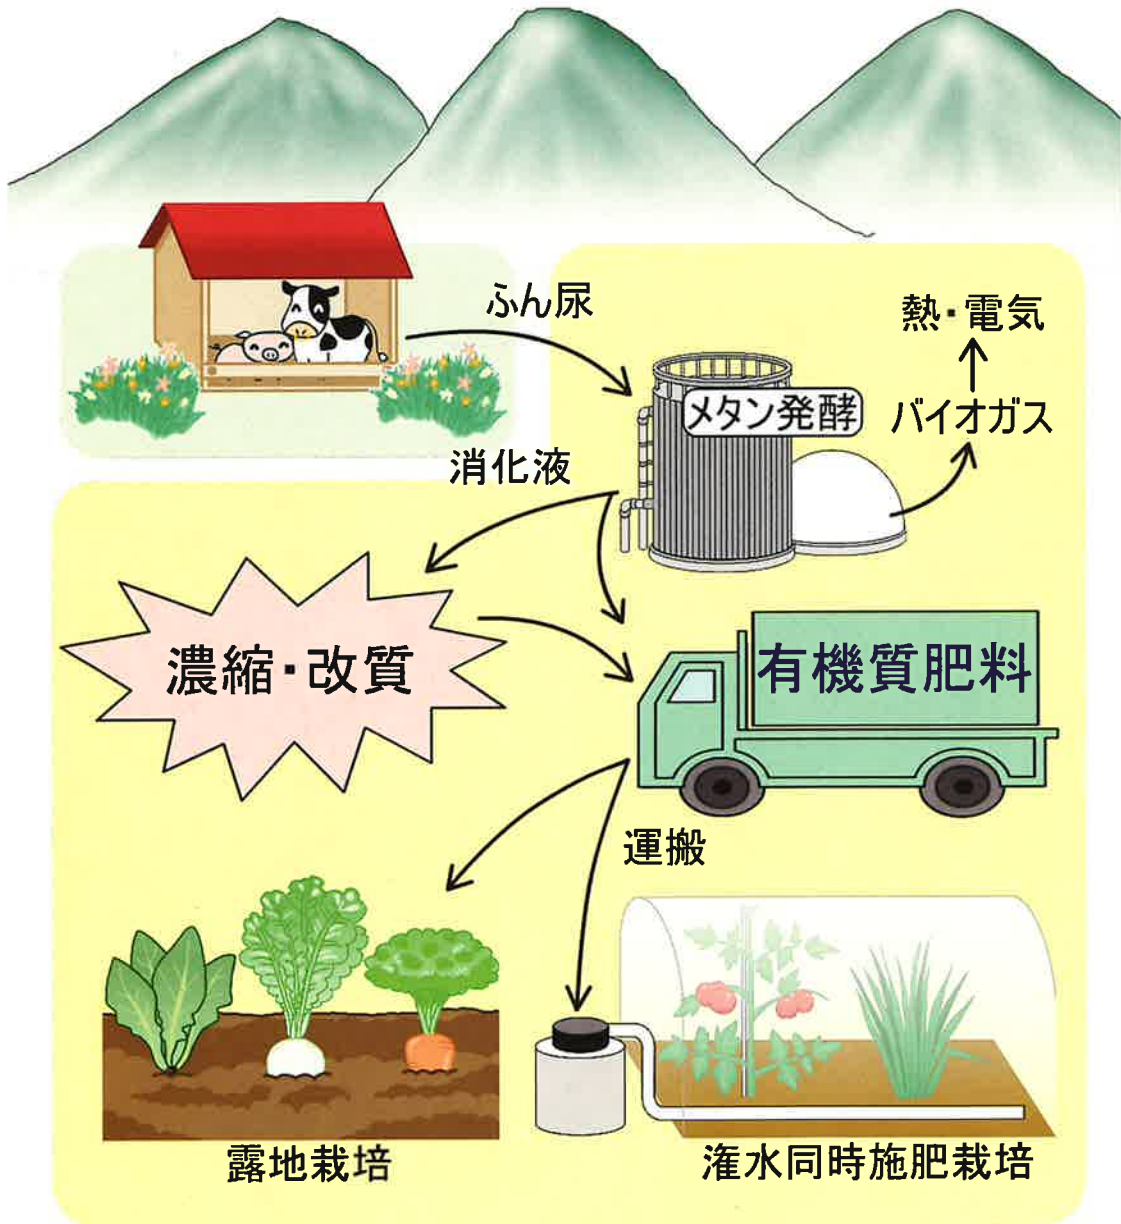 ふん尿
熱・電気
メタン発酵
バイオガス
消化液
濃縮・改質
有機質肥料
運搬
露地栽培
潅水同時施肥栽培